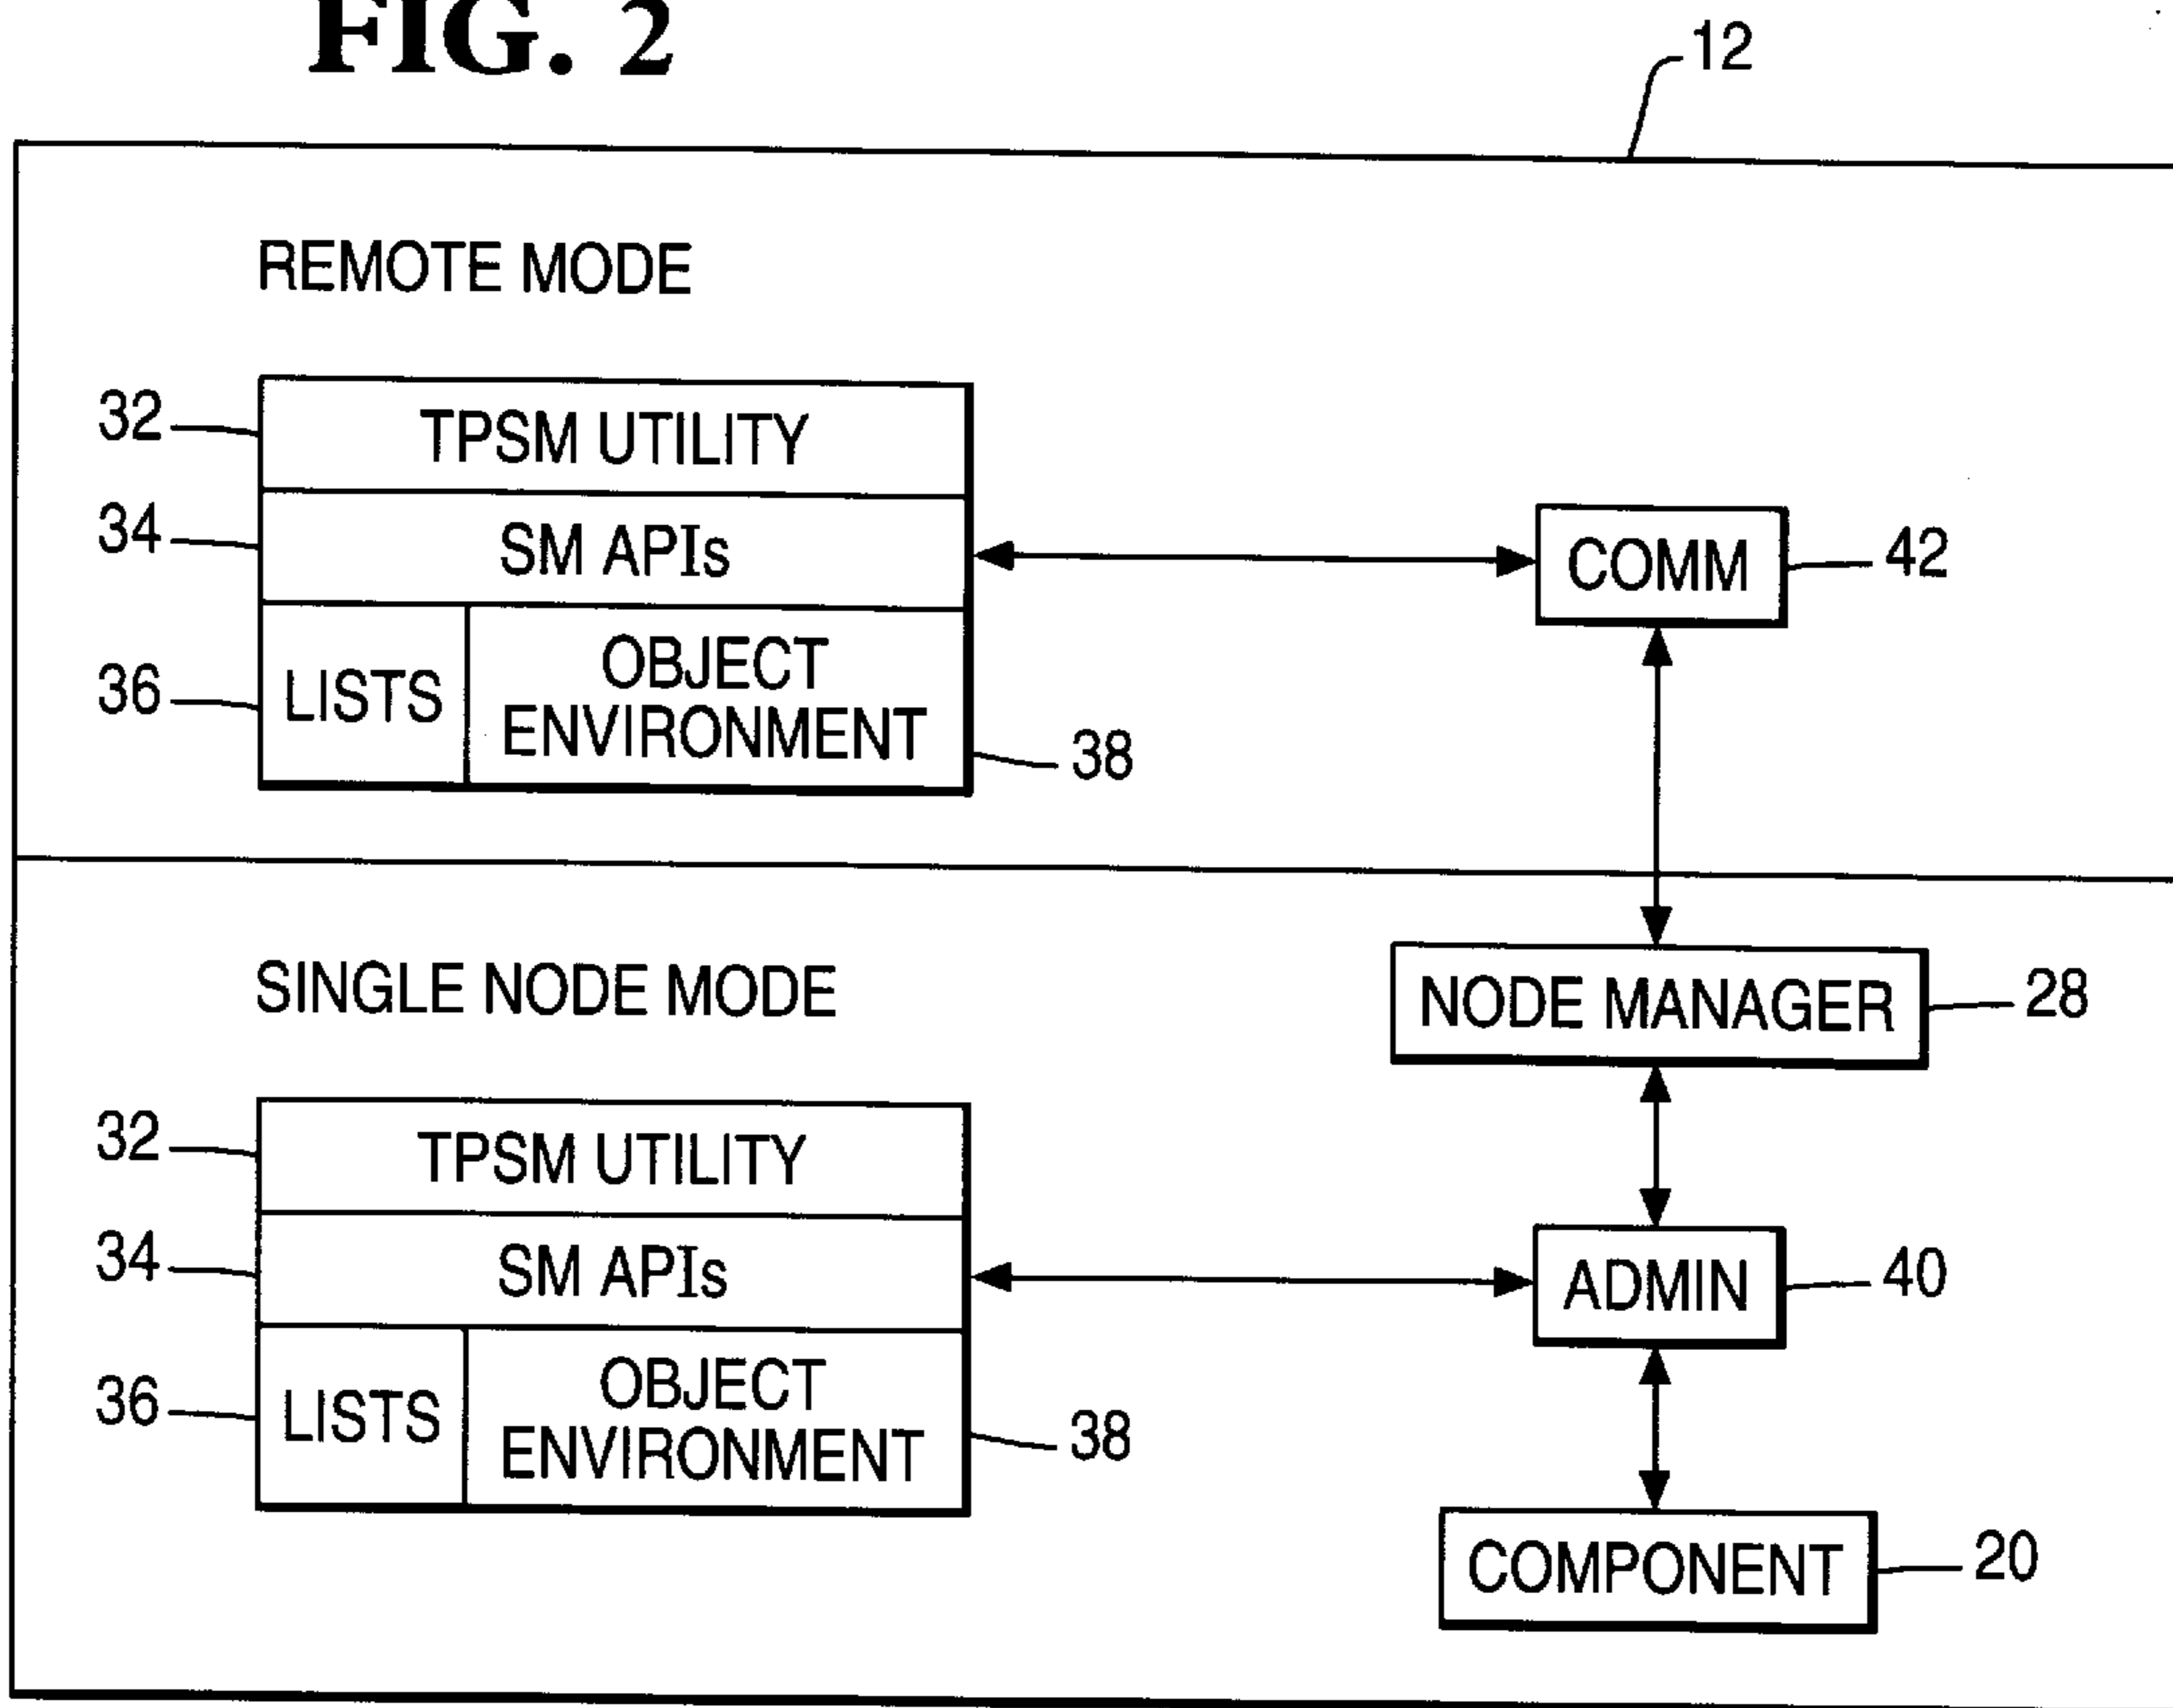 FIG. 2
12
REMOTE MODE
32
TPSM UTILITY
34
SM APIs
COMM
42
36
LISTS
OBJECT
ENVIRONMENT
38
SINGLE NODE MODE
NODE MANAGER
28
32
TPSM UTILITY
34
SM APIs
ADMIN
40
36
LISTS
OBJECT
ENVIRONMENT
38
COMPONENT
20